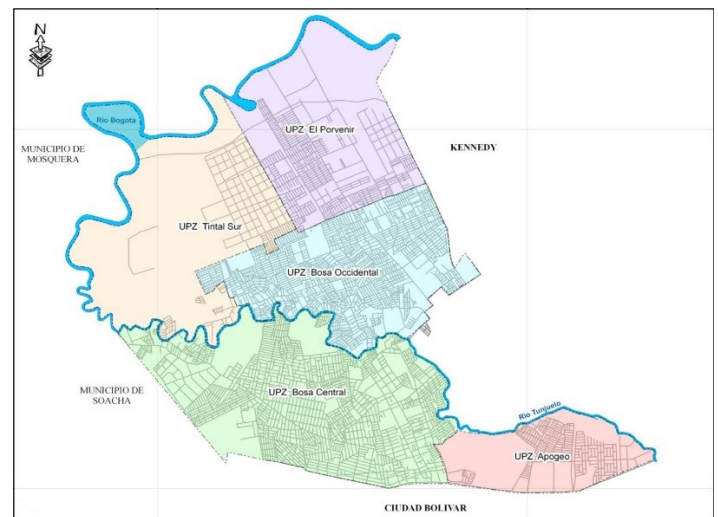 N
Rio Bogota
UPZ El Porvenir
MUNICIPIO DE
MOSQUERA
KENNEDY
UPZ Tintal Sur
UPZ Bosa Occidental
MUNICIPIO DE
SOACHA
UPZ Bosa Central
Rio Tunjuelo
UPZ Apogeo
CIUDAD BOLIVAR